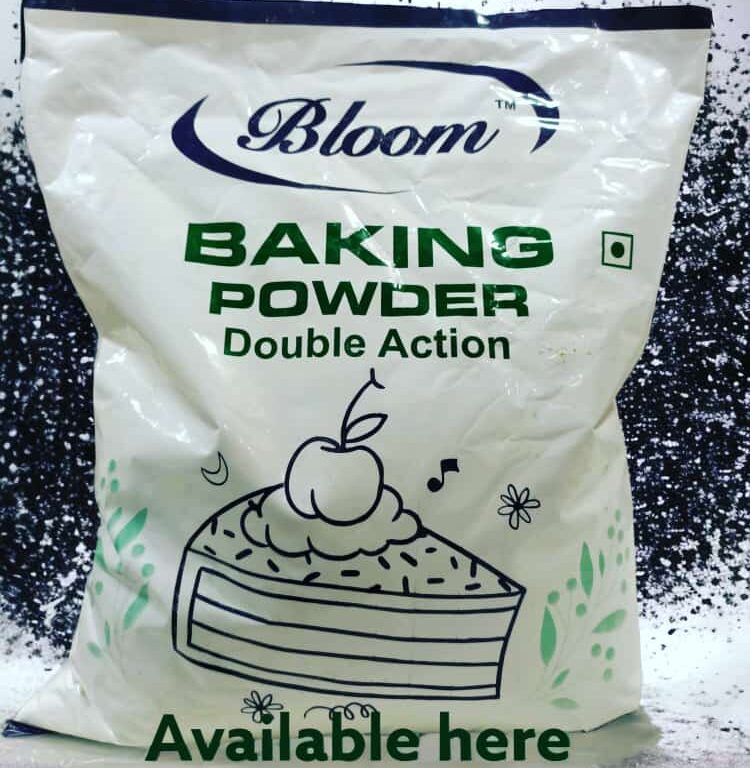 Bloom™
BAKING
POWDER
Double Action
Available here